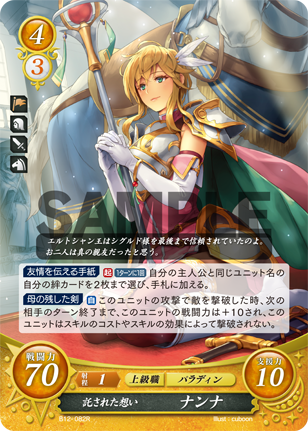 4
3
SAMPLE
エルトシャン王はシグルド様を最後まで信頼されていたのよ。
お二人は真の親友だったと思う。
友情を伝える手紙 起 1ターンに1回 自分の主人公と同じユニット名の
自分の絆カードを2枚まで選び、手札に加える。
母の残した剣 自 このユニットの攻撃で敵を撃破した時、次の
相手のターン終了まで、このユニットの戦闘力は+10され、この
ユニットはスキルのコストやスキルの効果によって撃破されない。
戦闘力 70
射程 1 上級職 パラディン
支援力 10
託された想い ナンナ
B12-082R
Illust : cuboon